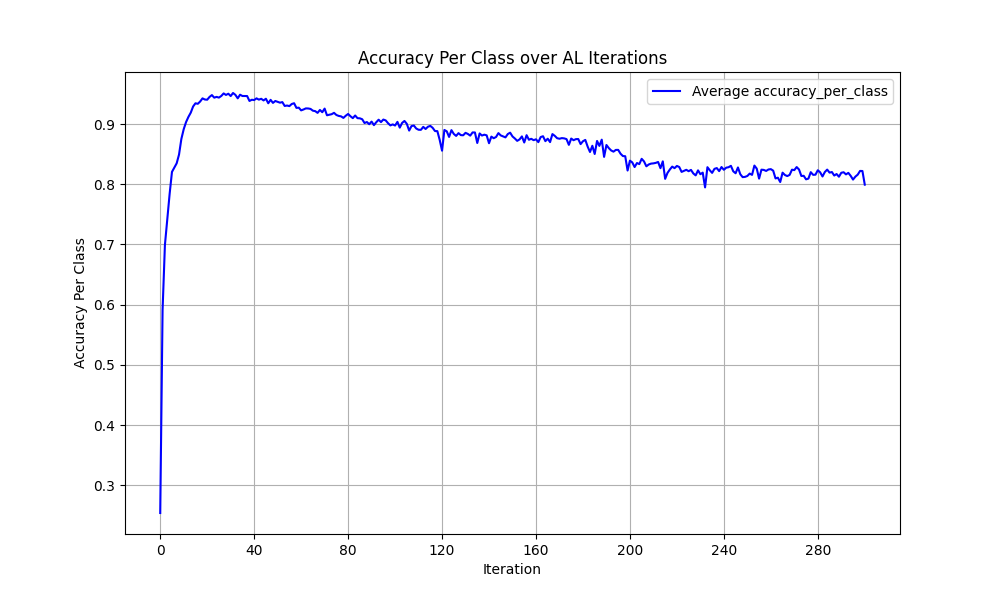 Accuracy Per Class over AL Iterations
Average accuracy_per_class
Accuracy Per Class
0.9
0.8
0.7
0.6
0.5
0.4
0.3
0 40 80 120 160 200 240 280
Iteration